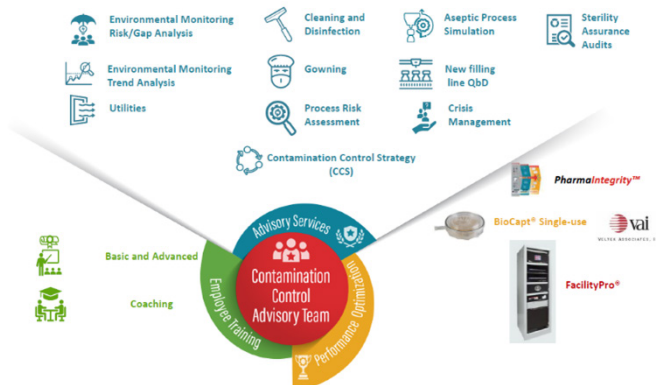 Environmental Monitoring
Risk/Gap Analysis
Cleaning and
Disinfection
Aseptic Process
Simulation
Sterility
Assurance
Audits
Environmental Monitoring
Trend Analysis
Gowning
New filling
line QbD
Utilities
Process Risk
Assessment
Crisis
Management
Contamination Control Strategy
(CCS)
PharmaIntegrity™
BioCapt® Single-use
vai
VELTEK ASSOCIATES,
FacilityPro®
Basic and Advanced
Coaching
Advisory Services
Employee Training
Performance Optimization
Contamination
Control
Advisory Team